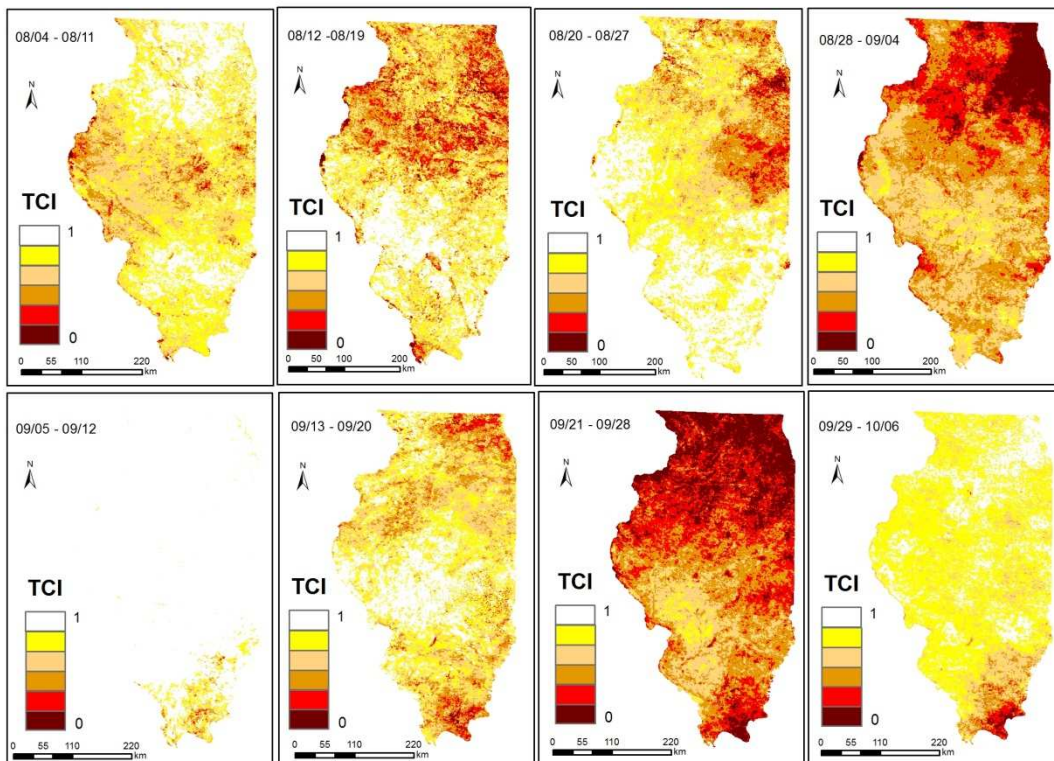 08/04 - 08/11
N
TCI
1
0
0 55 110 220
km
08/12 -08/19
N
TCI
1
0
0 50 100 200
km
08/20 - 08/27
N
TCI
1
0
0 50 100 200
km
08/28 - 09/04
N
TCI
1
0
0 50 100 200
km
09/05 - 09/12
N
TCI
1
0
0 55 110 220
km
09/13 - 09/20
N
TCI
1
0
0 55 110 220
km
09/21 - 09/28
N
TCI
1
0
0 55 110 220
km
09/29 - 10/06
N
TCI
1
0
0 55 110 220
km